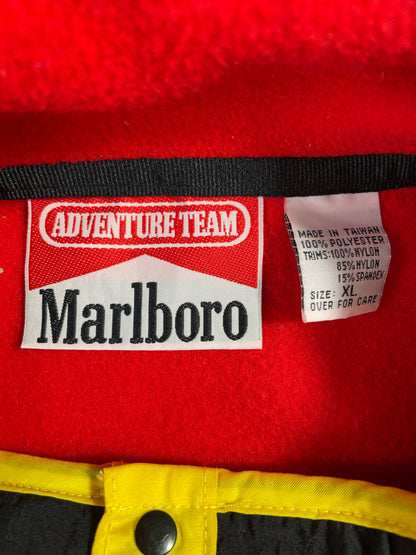 ADVENTURE TEAM
Marlboro
MADE IN TAIWAN
100% POLYESTER
TRIMS:100% NYLON
85% NYLON
15% SPANDEX
SIZE: XL
OVER FOR CARE